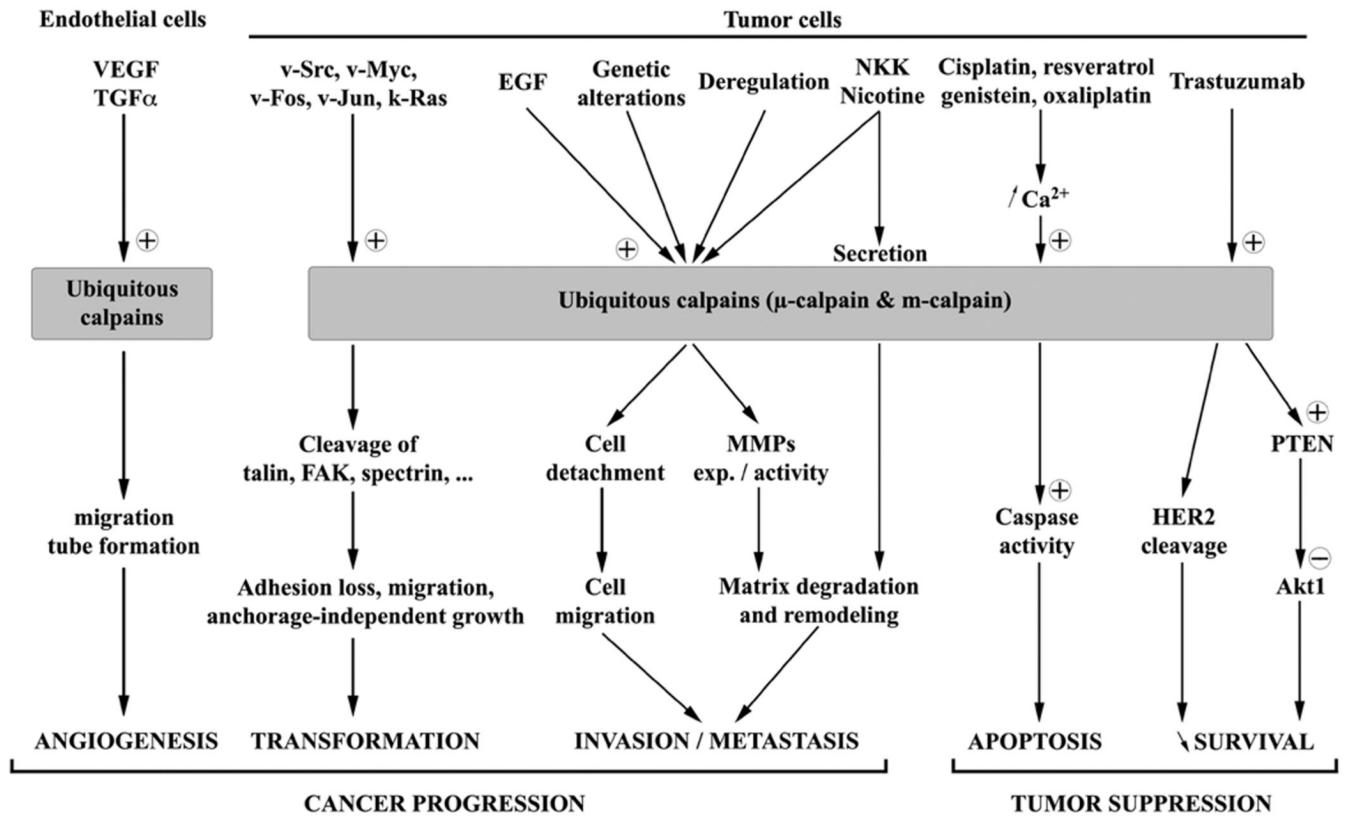 Endothelial cells
Tumor cells
VEGF
TGFα
v-Src, v-Myc,
v-Fos, v-Jun, k-Ras
EGF
Genetic
alterations
Deregulation
NKK
Nicotine
Cisplatin, resveratrol
genistein, oxaliplatin
Trastuzumab
Ca²⁺
+
+
+
Secretion
+
+
Ubiquitous
calpains
Ubiquitous calpains (μ-calpain & m-calpain)
Cleavage of
talin, FAK, spectrin, ...
Cell
detachment
MMPs
exp. / activity
+
PTEN
migration
tube formation
+
Caspase
activity
HER2
cleavage
Adhesion loss, migration,
anchorage-independent growth
Cell
migration
Matrix degradation
and remodeling
−
Akt1
ANGIOGENESIS
TRANSFORMATION
INVASION / METASTASIS
APOPTOSIS
SURVIVAL
CANCER PROGRESSION
TUMOR SUPPRESSION